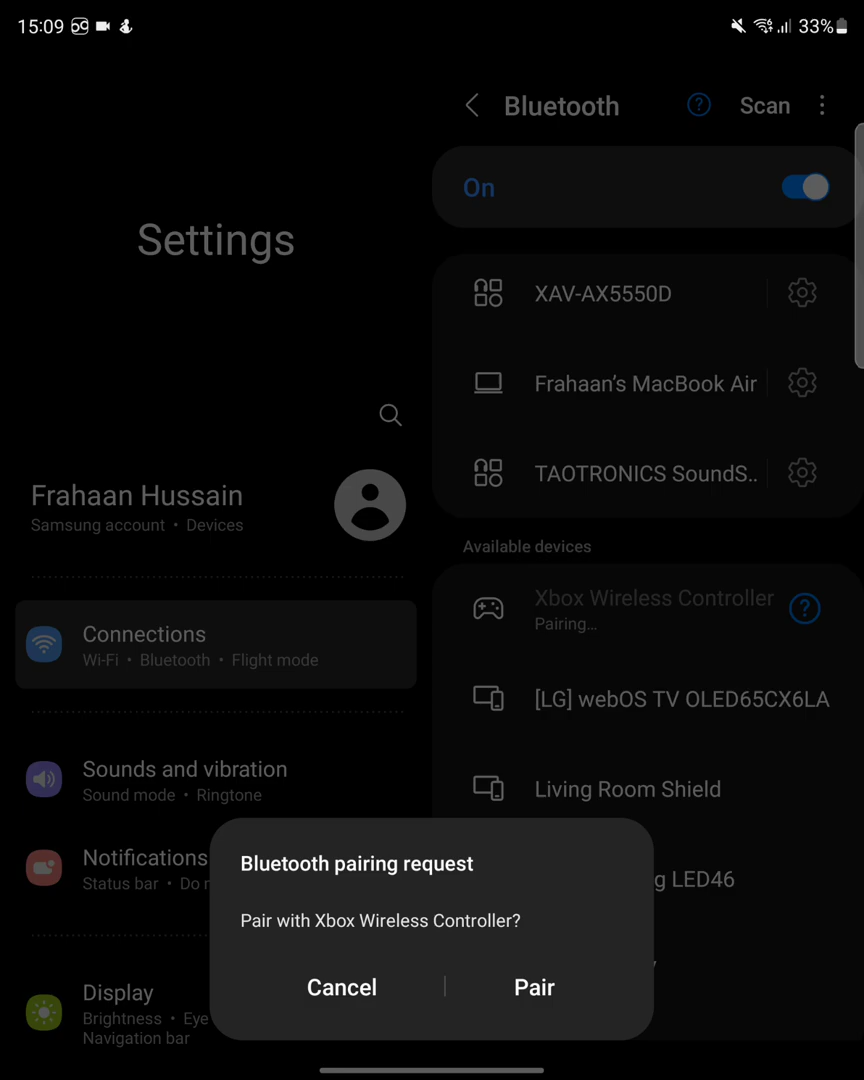 15:09
33%
Settings
Frahaan Hussain
Samsung account • Devices
Connections
Wi-Fi • Bluetooth • Flight mode
Sounds and vibration
Sound mode • Ringtone
Notifications
Status bar • Do
Display
Brightness • Eye
Navigation bar
Bluetooth
Scan
On
XAV-AX5550D
Frahaan’s MacBook Air
TAOTRONICS SoundS..
Available devices
Xbox Wireless Controller
Pairing...
[LG] webOS TV OLED65CX6LA
Living Room Shield
g LED46
Bluetooth pairing request
Pair with Xbox Wireless Controller?
Cancel
Pair